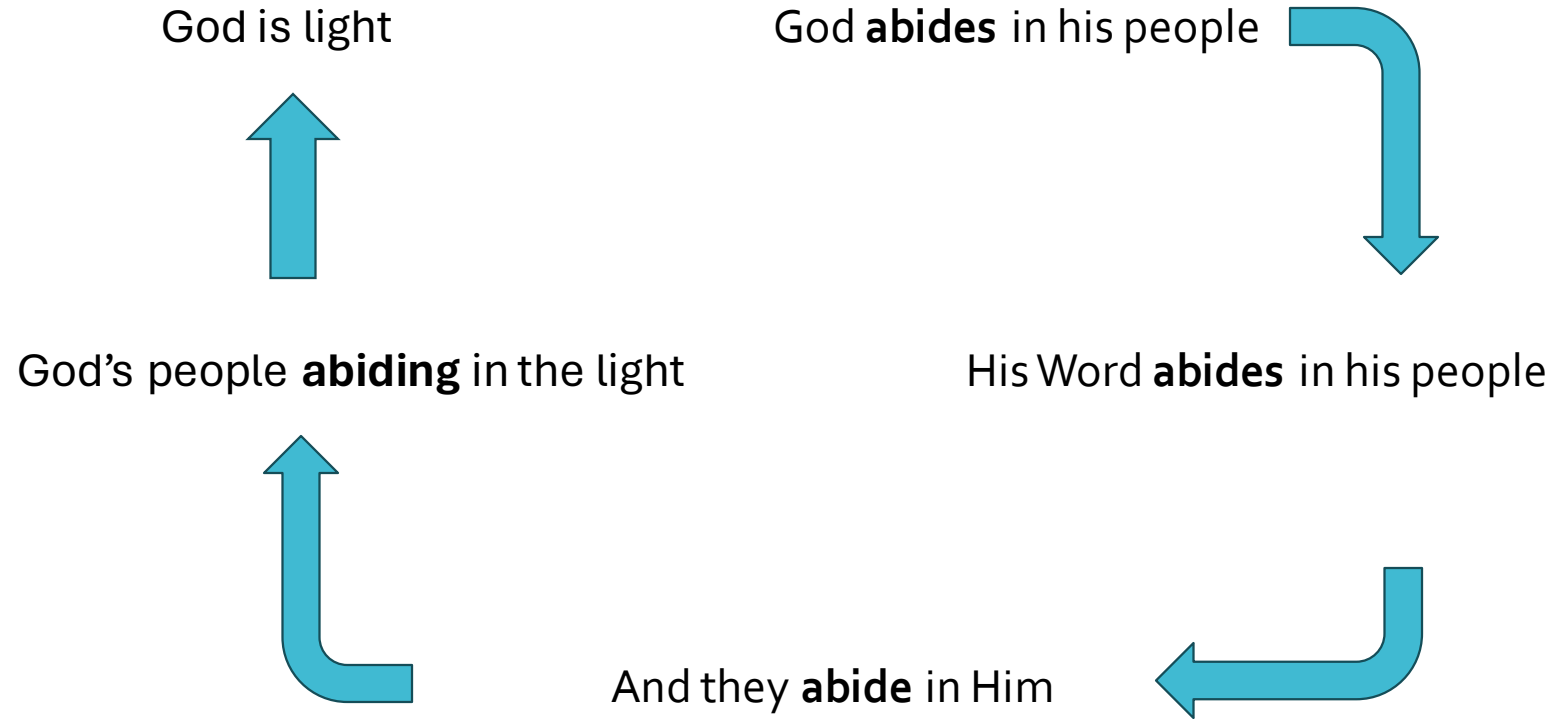 God is light
God abides in his people
God’s people abiding in the light
His Word abides in his people
And they abide in Him